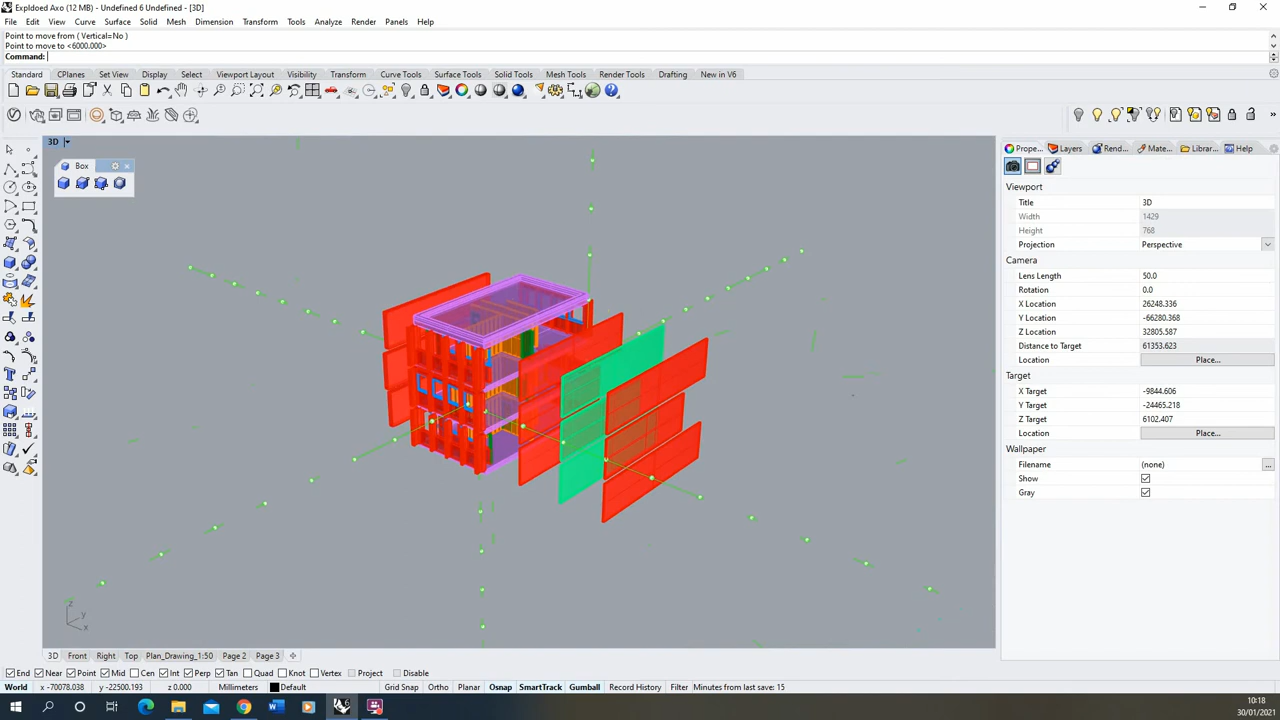 Expldoed Axo (12 MB) - Undefined 6 Undefined - [3D]
File Edit View Curve Surface Solid Mesh Dimension Transform Tools Analyze Render Panels Help
Point to move from ( Vertical=No )
Point to move to <6000.000>
Command:
Standard CPlanes Set View Display Select Viewport Layout Visibility Transform Curve Tools Surface Tools Solid Tools Mesh Tools Render Tools Drafting New in V6
3D
Box
Prope... Layers Rend... Mate... Librar... Help
Viewport
Title 3D
Width 1429
Height 768
Projection Perspective
Camera
Lens Length 50.0
Rotation 0.0
X Location 26248.336
Y Location -66280.368
Z Location 32805.587
Distance to Target 61353.623
Location Place...
Target
X Target -9844.606
Y Target -24465.218
Z Target 6102.407
Location Place...
Wallpaper
Filename (none) ...
Show
Gray
z
y
x
3D Front Right Top Plan_Drawing_1:50 Page 2 Page 3
End Near Point Mid Cen Int Perp Tan Quad Knot Vertex Project Disable
World x -70078.038 y -22500.193 z 0.000 Millimeters Default Grid Snap Ortho Planar Osnap SmartTrack Gumball Record History Filter Minutes from last save: 15
10:18
30/01/2021